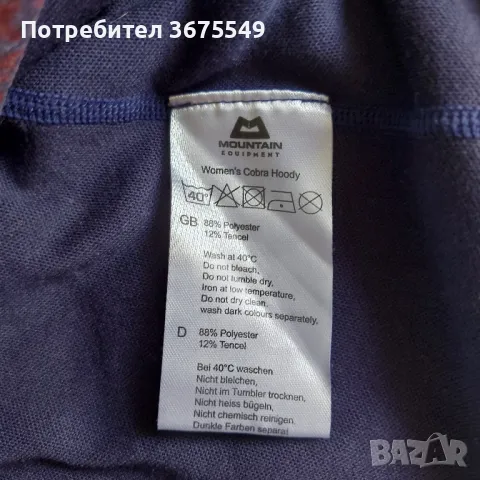 Потребител 3675549
MOUNTAIN
EQUIPMENT
Women's Cobra Hoody
40°
GB 88% Polyester
12% Tencel
Wash at 40°C
Do not bleach,
Do not tumble dry,
Iron at low temperature,
Do not dry clean,
wash dark colours separately.
D 88% Polyester
12% Tencel
Bei 40°C waschen
Nicht bleichen,
Nicht im Tumbler trocknen,
Nicht heiss bügeln,
Nicht chemisch reinigen,
Dunkle Farben separat
BAZAR